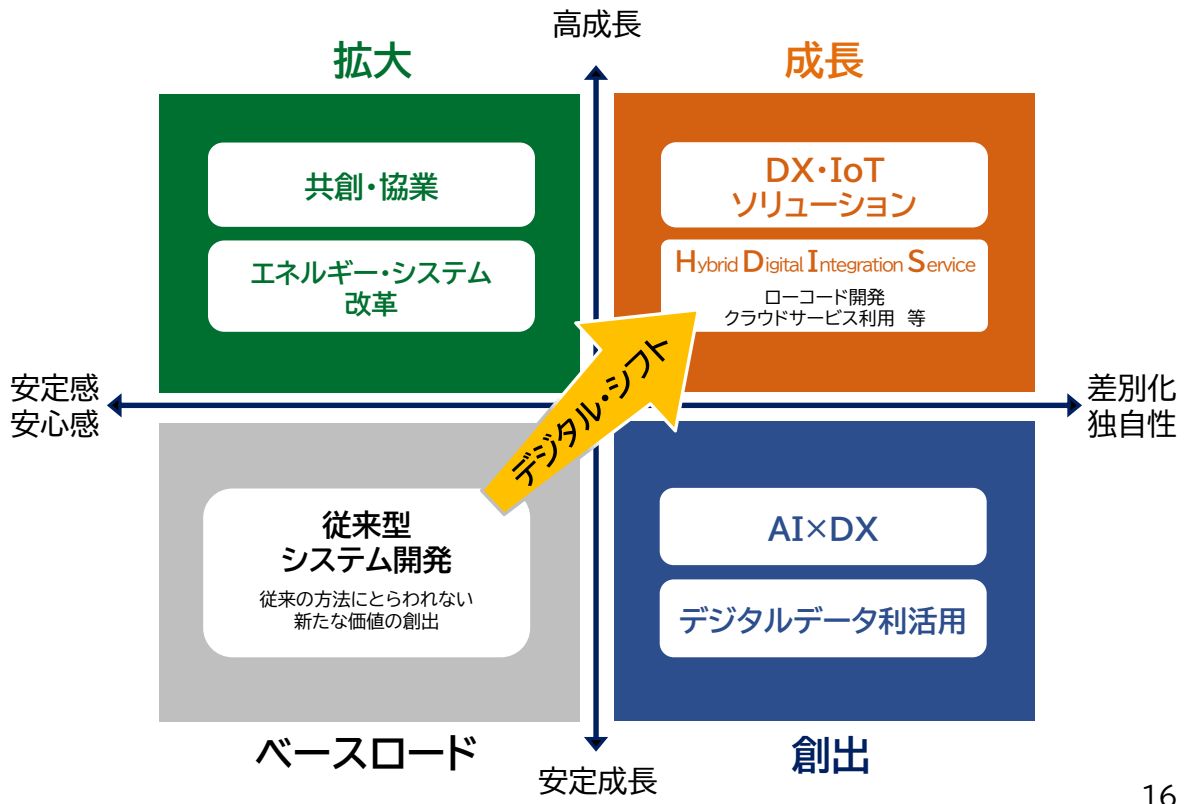 高成長
拡大
成長
共創・協業
エネルギー・システム
改革
DX・IoT
ソリューション
Hybrid Digital Integration Service
ローコード開発
クラウドサービス利用 等
デジタル・シフト
安定感
安心感
差別化
独自性
従来型
システム開発
従来の方法にとらわれない
新たな価値の創出
AI×DX
デジタルデータ利活用
ベースロード
創出
安定成長
16